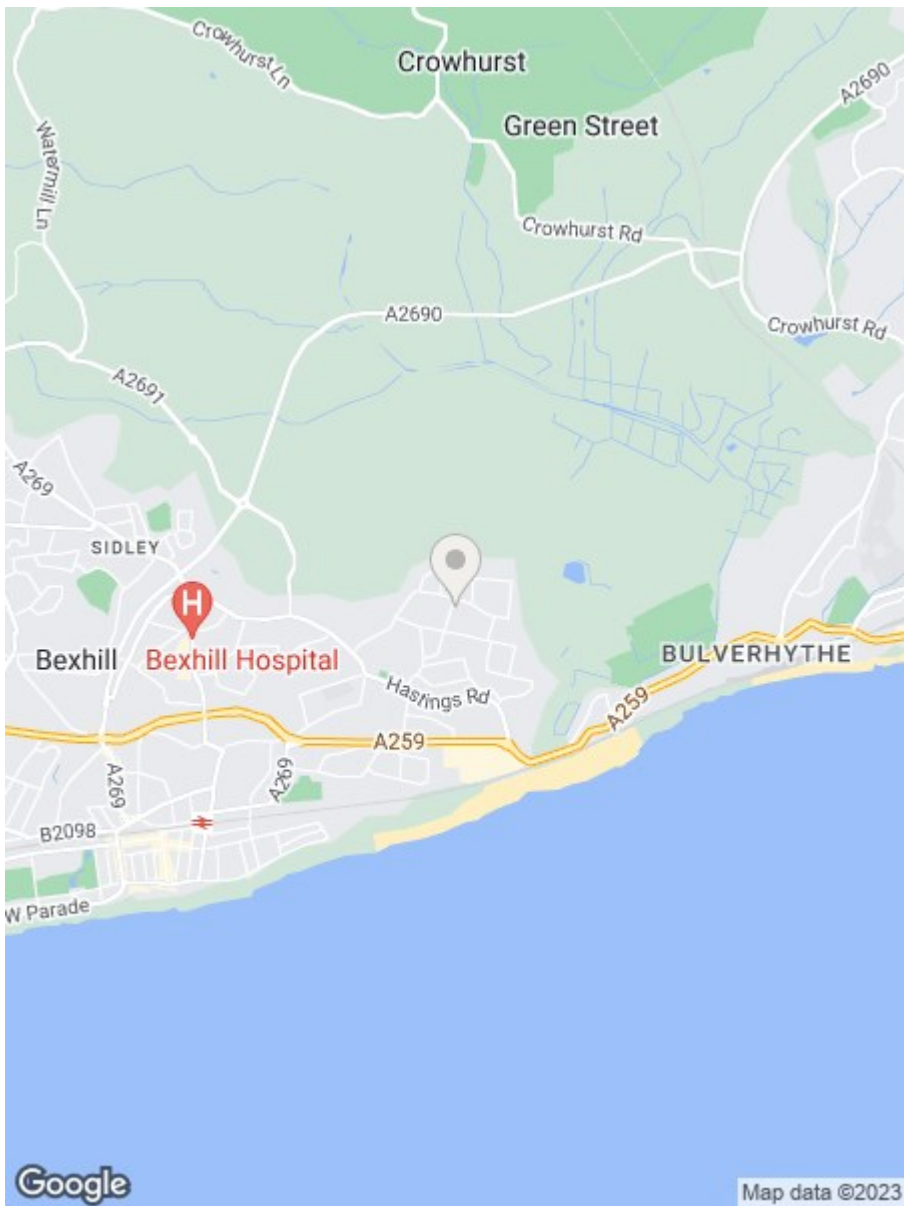 Crowhurst Ln
Crowhurst
A2690
Green Street
Watermill Ln
Crowhurst Rd
A2690
Crowhurst Rd
A2691
A269
SIDLEY
H
Bexhill
Bexhill Hospital
BULVERHYTHE
Hastings Rd
A259
A259
A269
A269
B2098
W Parade
Google
Map data ©2023